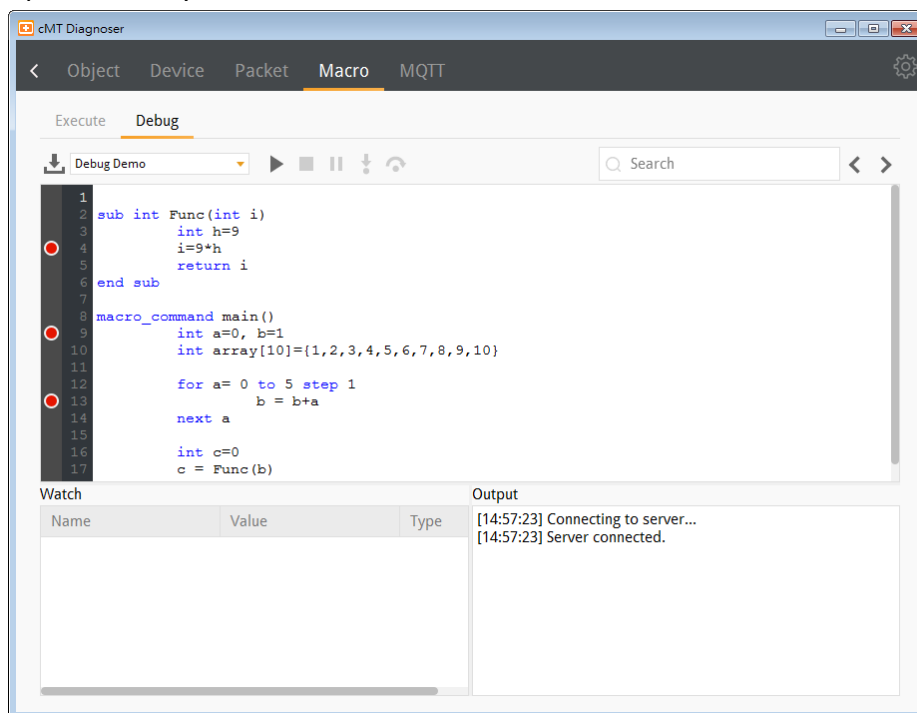 cMT Diagnoser
Object Device Packet Macro MQTT
Execute Debug
Debug Demo Search
1
2 sub int Func(int i)
3 int h=9
4 i=9*h
5 return i
6 end sub
7
8 macro_command main()
9 int a=0, b=1
10 int array[10]={1,2,3,4,5,6,7,8,9,10}
11
12 for a= 0 to 5 step 1
13 b = b+a
14 next a
15
16 int c=0
17 c = Func(b)
Watch Output
Name Value Type
[14:57:23] Connecting to server...
[14:57:23] Server connected.